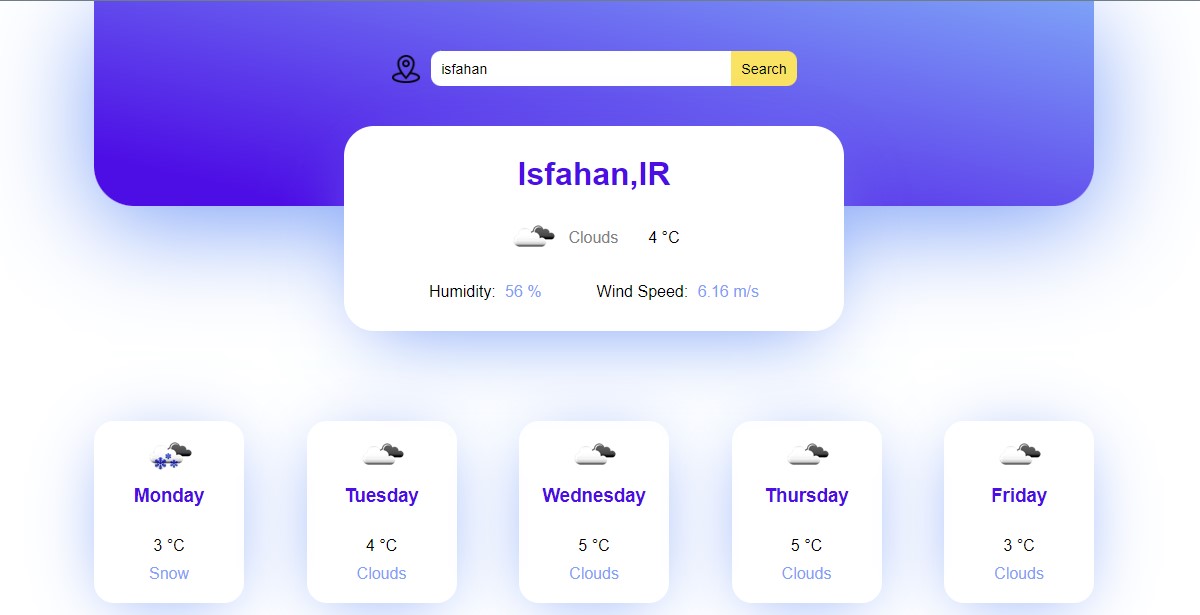 isfahan Search
Isfahan,IR
Clouds 4 °C
Humidity: 56 % Wind Speed: 6.16 m/s
Monday Tuesday Wednesday Thursday Friday
3 °C 4 °C 5 °C 5 °C 3 °C
Snow Clouds Clouds Clouds Clouds